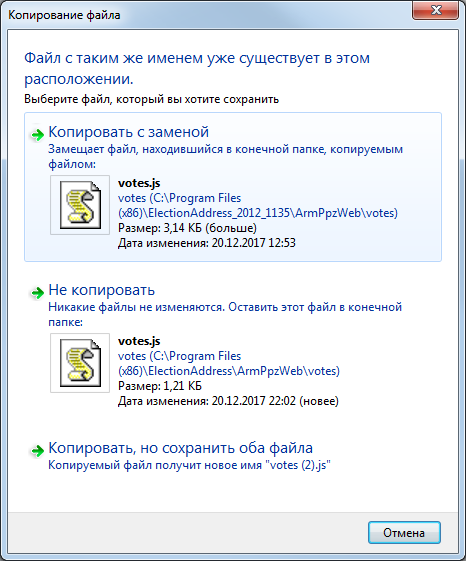 Копирование файла
Файл с таким же именем уже существует в этом
расположении.
Выберите файл, который вы хотите сохранить
Копировать с заменой
Замещает файл, находившийся в конечной папке, копируемым
файлом:
votes.js
votes (C:\Program Files
(x86)\ElectionAddress_2012_1135\ArmPpzWeb\votes)
Размер: 3,14 КБ (больше)
Дата изменения: 20.12.2017 12:53
Не копировать
Никакие файлы не изменяются. Оставить этот файл в конечной
папке:
votes.js
votes (C:\Program Files
(x86)\ElectionAddress\ArmPpzWeb\votes)
Размер: 1,21 КБ
Дата изменения: 20.12.2017 22:02 (новее)
Копировать, но сохранить оба файла
Копируемый файл получит новое имя "votes (2).js"
Отмена